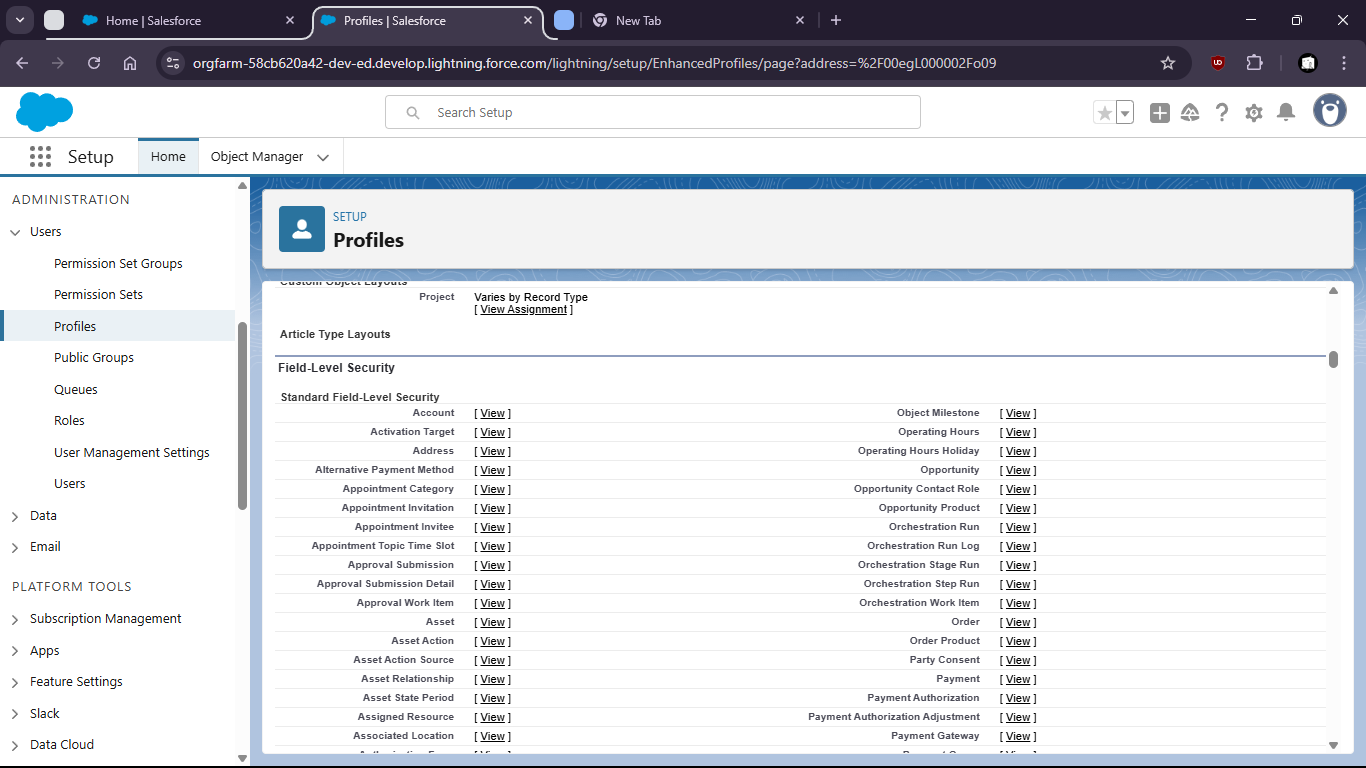 Home | Salesforce
Profiles | Salesforce
New Tab
orgfarm-58cb620a42-dev-ed.develop.lightning.force.com/lightning/setup/EnhancedProfiles/page?address=%2F00egL000002Fo09
Search Setup
Setup
Home
Object Manager
ADMINISTRATION
Users
Permission Set Groups
Permission Sets
Profiles
Public Groups
Queues
Roles
User Management Settings
Users
Data
Email
PLATFORM TOOLS
Subscription Management
Apps
Feature Settings
Slack
Data Cloud
SETUP
Profiles
Custom Object Layouts
Project Varies by Record Type
[ View Assignment ]
Article Type Layouts
Field-Level Security
Standard Field-Level Security
Account [ View ] Object Milestone [ View ]
Activation Target [ View ] Operating Hours [ View ]
Address [ View ] Operating Hours Holiday [ View ]
Alternative Payment Method [ View ] Opportunity [ View ]
Appointment Category [ View ] Opportunity Contact Role [ View ]
Appointment Invitation [ View ] Opportunity Product [ View ]
Appointment Invitee [ View ] Orchestration Run [ View ]
Appointment Topic Time Slot [ View ] Orchestration Run Log [ View ]
Approval Submission [ View ] Orchestration Stage Run [ View ]
Approval Submission Detail [ View ] Orchestration Step Run [ View ]
Approval Work Item [ View ] Orchestration Work Item [ View ]
Asset [ View ] Order [ View ]
Asset Action [ View ] Order Product [ View ]
Asset Action Source [ View ] Party Consent [ View ]
Asset Relationship [ View ] Payment [ View ]
Asset State Period [ View ] Payment Authorization [ View ]
Assigned Resource [ View ] Payment Authorization Adjustment [ View ]
Associated Location [ View ] Payment Gateway [ View ]